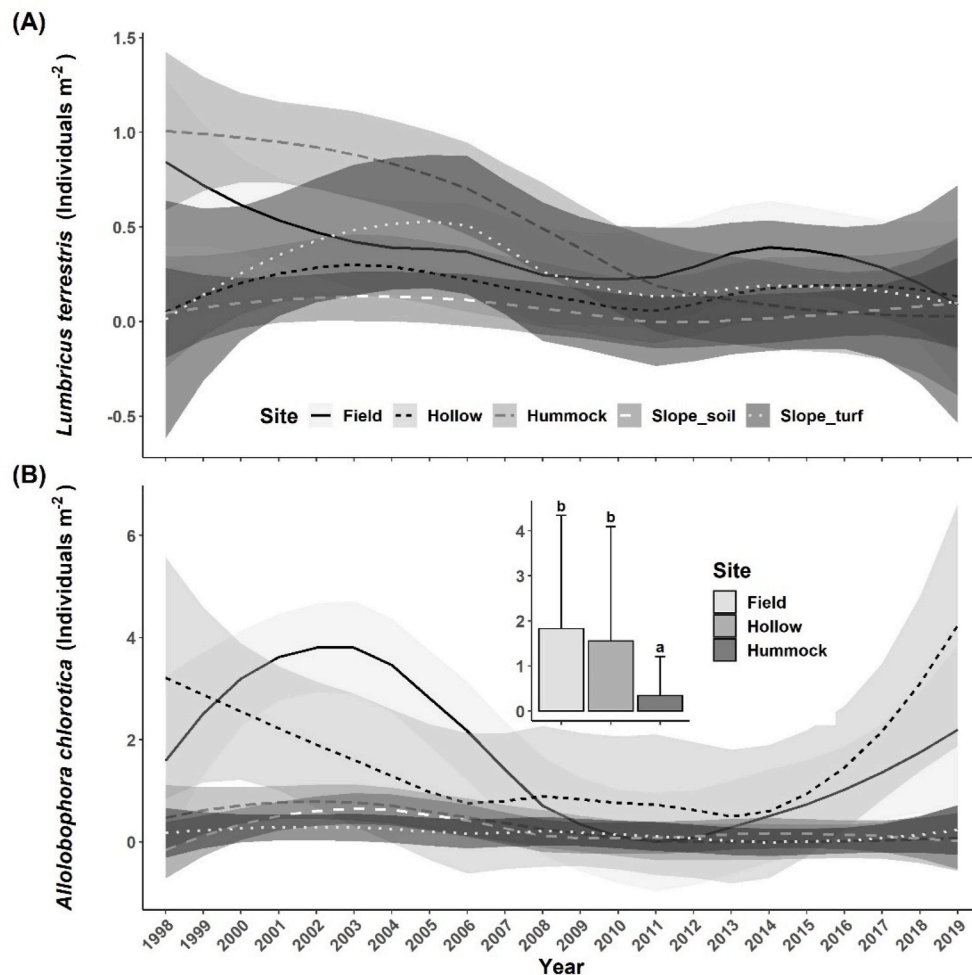 (A)
Lumbricus terrestris (Individuals m⁻²)
1.5
1.0
0.5
0.0
-0.5
Site Field Hollow Hummock Slope_soil Slope_turf
(B)
Allolobophora chlorotica (Individuals m⁻²)
6
4
2
0
4
3
2
1
0
b b a
Site
Field
Hollow
Hummock
1998 1999 2000 2001 2002 2003 2004 2005 2006 2007 2008 2009 2010 2011 2012 2013 2014 2015 2016 2017 2018 2019
Year